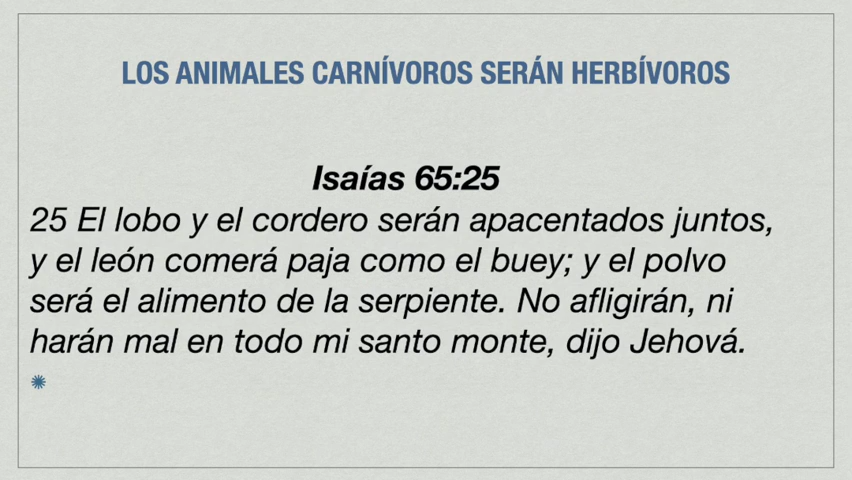 LOS ANIMALES CARNÍVOROS SERÁN HERBÍVOROS
Isaías 65:25
25 El lobo y el cordero serán apacentados juntos,
y el león comerá paja como el buey; y el polvo
será el alimento de la serpiente. No afligirán, ni
harán mal en todo mi santo monte, dijo Jehová.